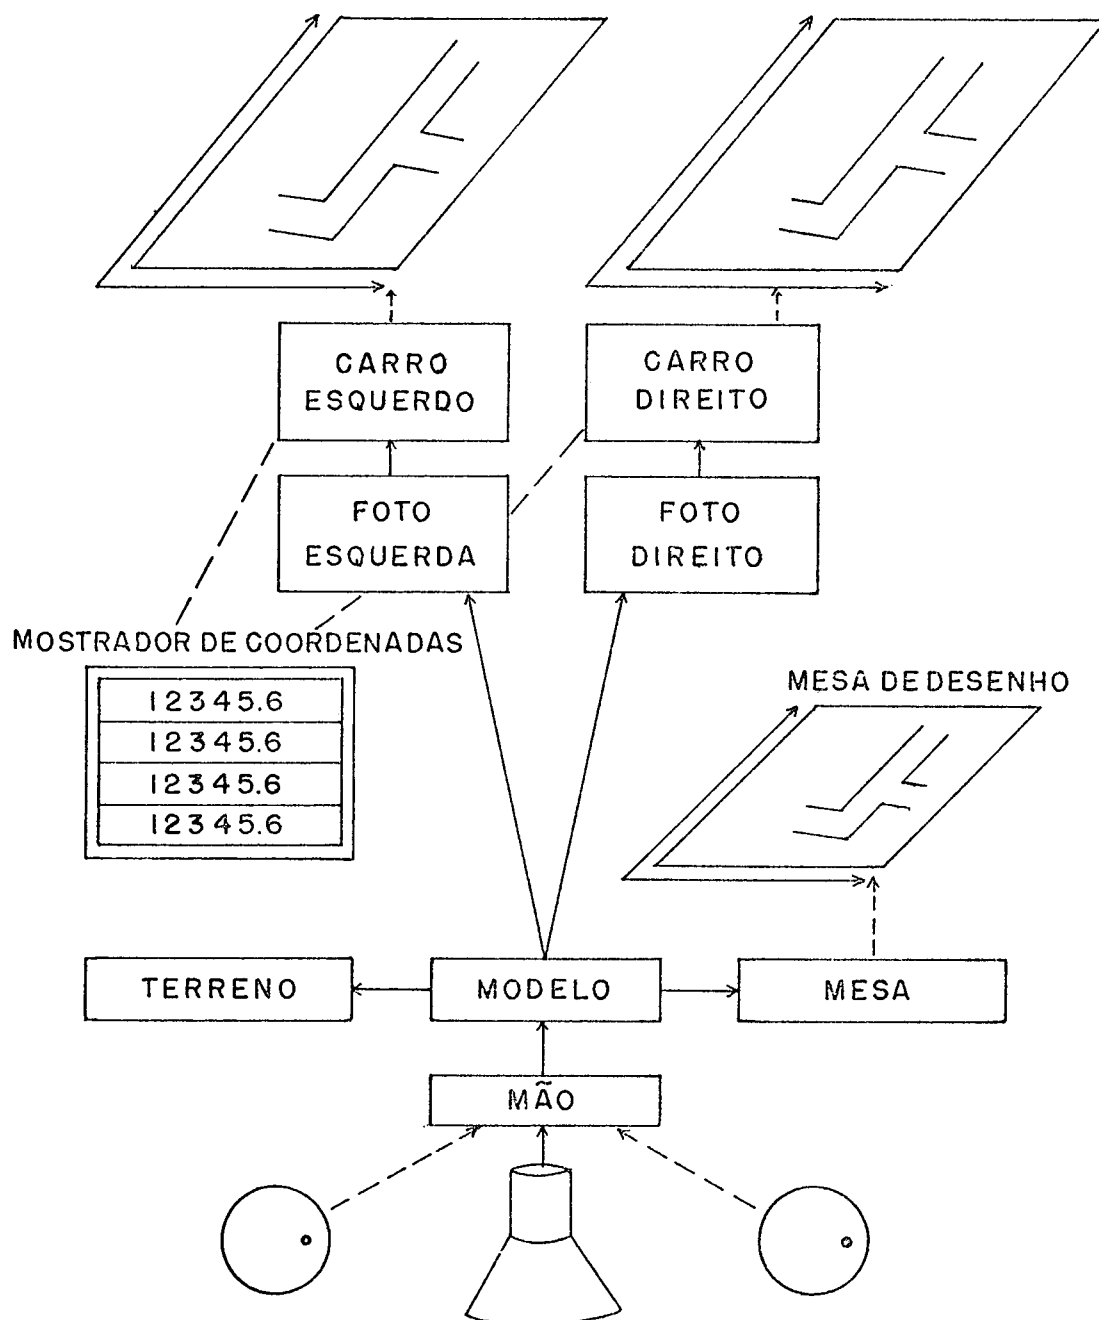 CARRO
ESQUERDO
CARRO
DIREITO
FOTO
ESQUERDA
FOTO
DIREITO
MOSTRADOR DE COORDENADAS
12345.6
12345.6
12345.6
12345.6
MESA DE DESENHO
TERRENO
MODELO
MESA
MÃO